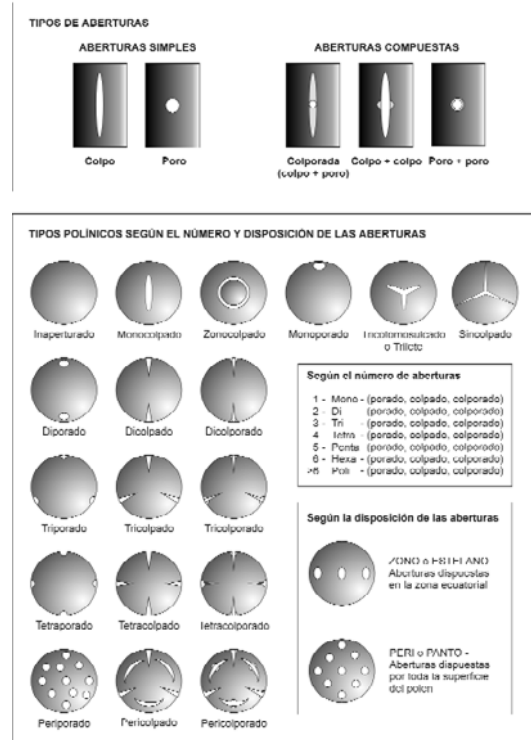 TIPOS DE ABERTURAS
ABERTURAS SIMPLES
ABERTURAS COMPUESTAS
Colpo
Poro
Colporada
(colpo + poro)
Colpo + colpo
Poro + poro
TIPOS POLÍNICOS SEGÚN EL NÚMERO Y DISPOSICIÓN DE LAS ABERTURAS
Inaperturado
Monocolpado
Zonocolpado
Monoporado
Tricotomosulcado
o Trileto
Sincolpado
Diporado
Dicolpado
Dicolporado
Según el número de aberturas
1 - Mono - (porado, colpado, colporado)
2 - Di (porado, colpado, colporado)
3 - Tri - (porado, colpado, colporado)
4 Tetra - (porado, colpado, colporado)
5 - Penta - (porado, colpado, colporado)
6 - Hexa - (porado, colpado, colporado)
>6 Poli - (porado, colpado, colporado)
Triporado
Tricolpado
Tricolporado
Según la disposición de las aberturas
ZONO o ESTEFANO
Aberturas dispuestas
en la zona ecuatorial
Tetraporado
Tetracolpado
Tetracolporado
PERI o PANTO -
Aberturas dispuestas
por toda la superficie
del polen
Periporado
Pericolpado
Pericolporado